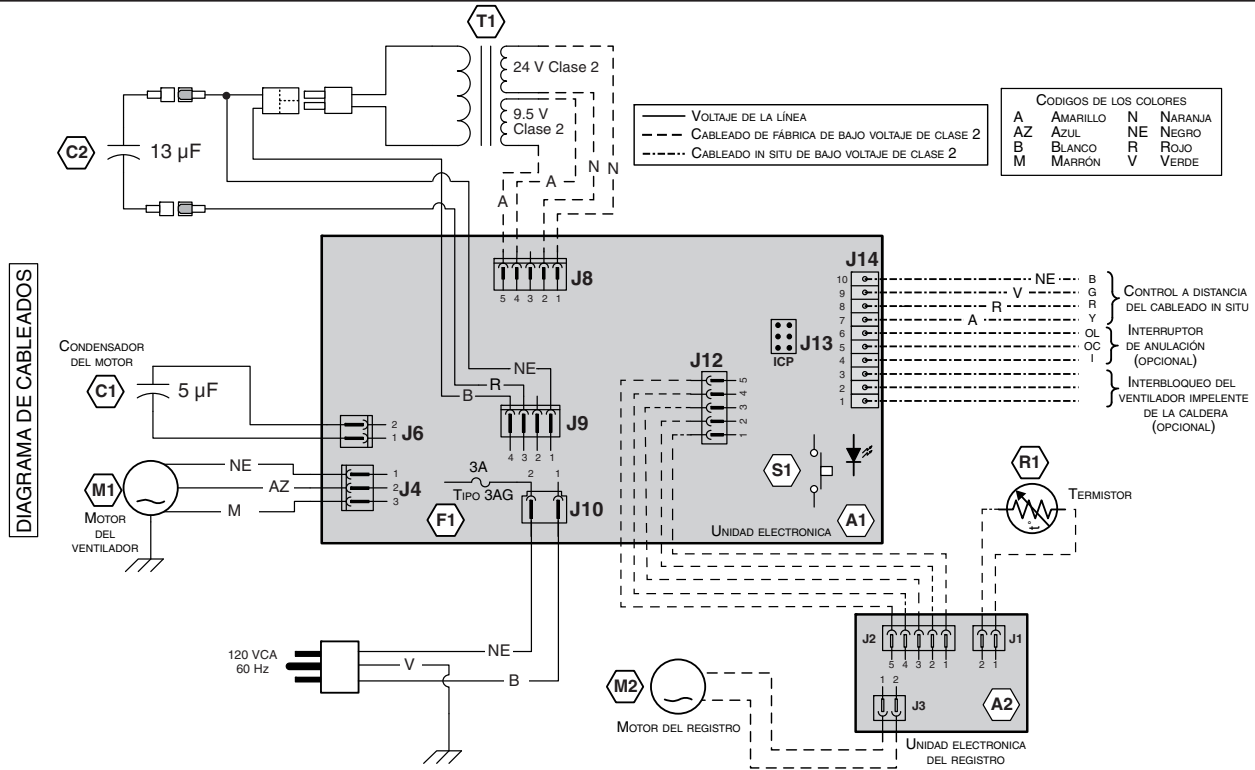 T1
24 V Clase 2
9.5 V
Clase 2
N
N
A
A
C2
13 µF
VOLTAJE DE LA LÍNEA
CABLEADO DE FÁBRICA DE BAJO VOLTAJE DE CLASE 2
CABLEADO IN SITU DE BAJO VOLTAJE DE CLASE 2
CODIGOS DE LOS COLORES
A AMARILLO N NARANJA
AZ AZUL NE NEGRO
B BLANCO R ROJO
M MARRÓN V VERDE
DIAGRAMA DE CABLEADOS
J8
5 4 3 2 1
J14
10 NE B
9 V G
8 R R
7 A Y
6 OL
5 OC
4 I
3
2
1
CONTROL A DISTANCIA
DEL CABLEADO IN SITU
INTERRUPTOR
DE ANULACIÓN
(OPCIONAL)
INTERBLOQUEO DEL
VENTILADOR IMPELENTE
DE LA CALDERA
(OPCIONAL)
J13
ICP
J12
5
4
3
2
1
CONDENSADOR
DEL MOTOR
C1
5 µF
2
1
J6
NE
R
B
J9
4 3 2 1
M1
MOTOR
DEL
VENTILADOR
NE
AZ
M
1
2
3
J4
3A
TIPO 3AG
F1
2 1
J10
S1
UNIDAD ELECTRONICA
A1
R1
TERMISTOR
t°
120 VCA
60 Hz
NE
V
B
M2
MOTOR DEL REGISTRO
J2
5 4 3 2 1
J1
2 1
1 2
J3
A2
UNIDAD ELECTRONICA
DEL REGISTRO